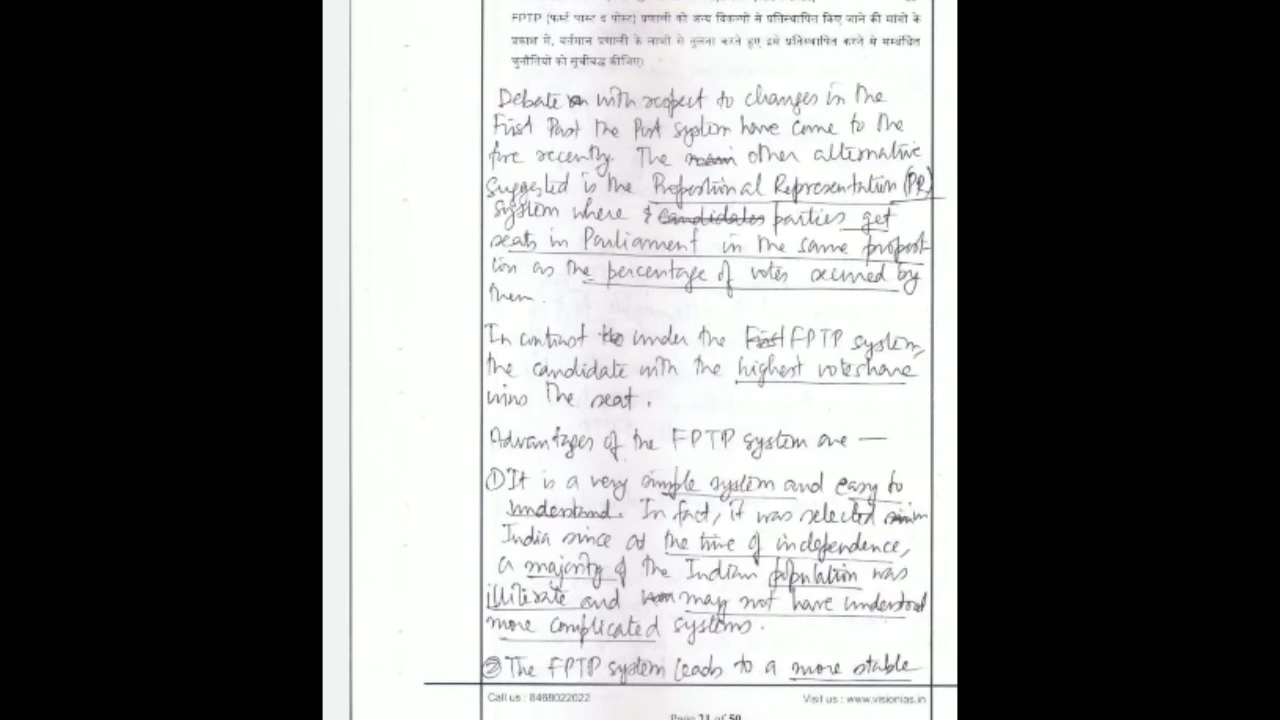 FPTP (फर्स्ट पास्ट द पोस्ट) प्रणाली को अन्य विकल्पों से प्रतिस्थापित किए जाने की मांगों के
प्रकाश में, वर्तमान प्रणाली के लाभों से तुलना करते हुए इसे प्रतिस्थापित करने से सम्बंधित
चुनौतियों को सूचीबद्ध कीजिए।
Debate with respect to changes in the
First Past the Post system have come to the
fore recently. The other alternative
suggested is the Proportional Representation (PR)
system where parties get
seats in Parliament in the same propor-
tion as the percentage of votes secured by
them.
In contrast under the FPTP system,
the candidate with the highest voteshare
wins the seat.
Advantages of the FPTP system are —
① It is a very simple system and easy to
understand. In fact, it was selected in
India since at the time of independence,
a majority of the Indian population was
illiterate and may not have understood
more complicated systems.
② The FPTP system leads to a more stable
Call us : 8468022022 Visit us : www.visionias.in
Page 21 of 50